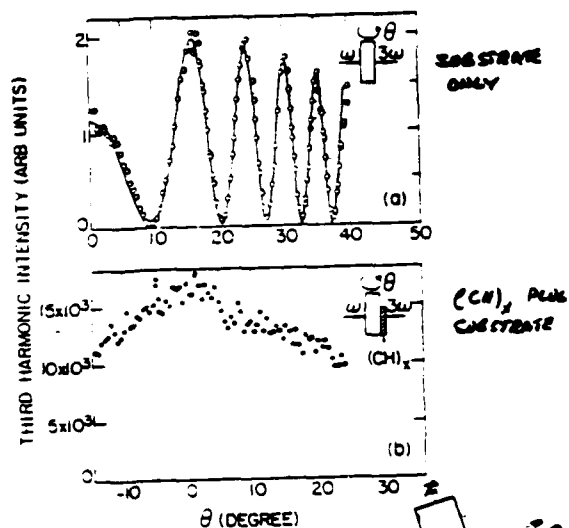 THIRD HARMONIC INTENSITY (ARB UNITS)
2
1
0
0 10 20 30 40 50
θ
ω 3ω
(a)
SUBSTRATE
ONLY
15x10³
10x10³
5x10³
0
-10 0 10 20 30
θ
ω 3ω
(CH)x
(b)
(CH)x PLUS
SUBSTRATE
θ (DEGREE)